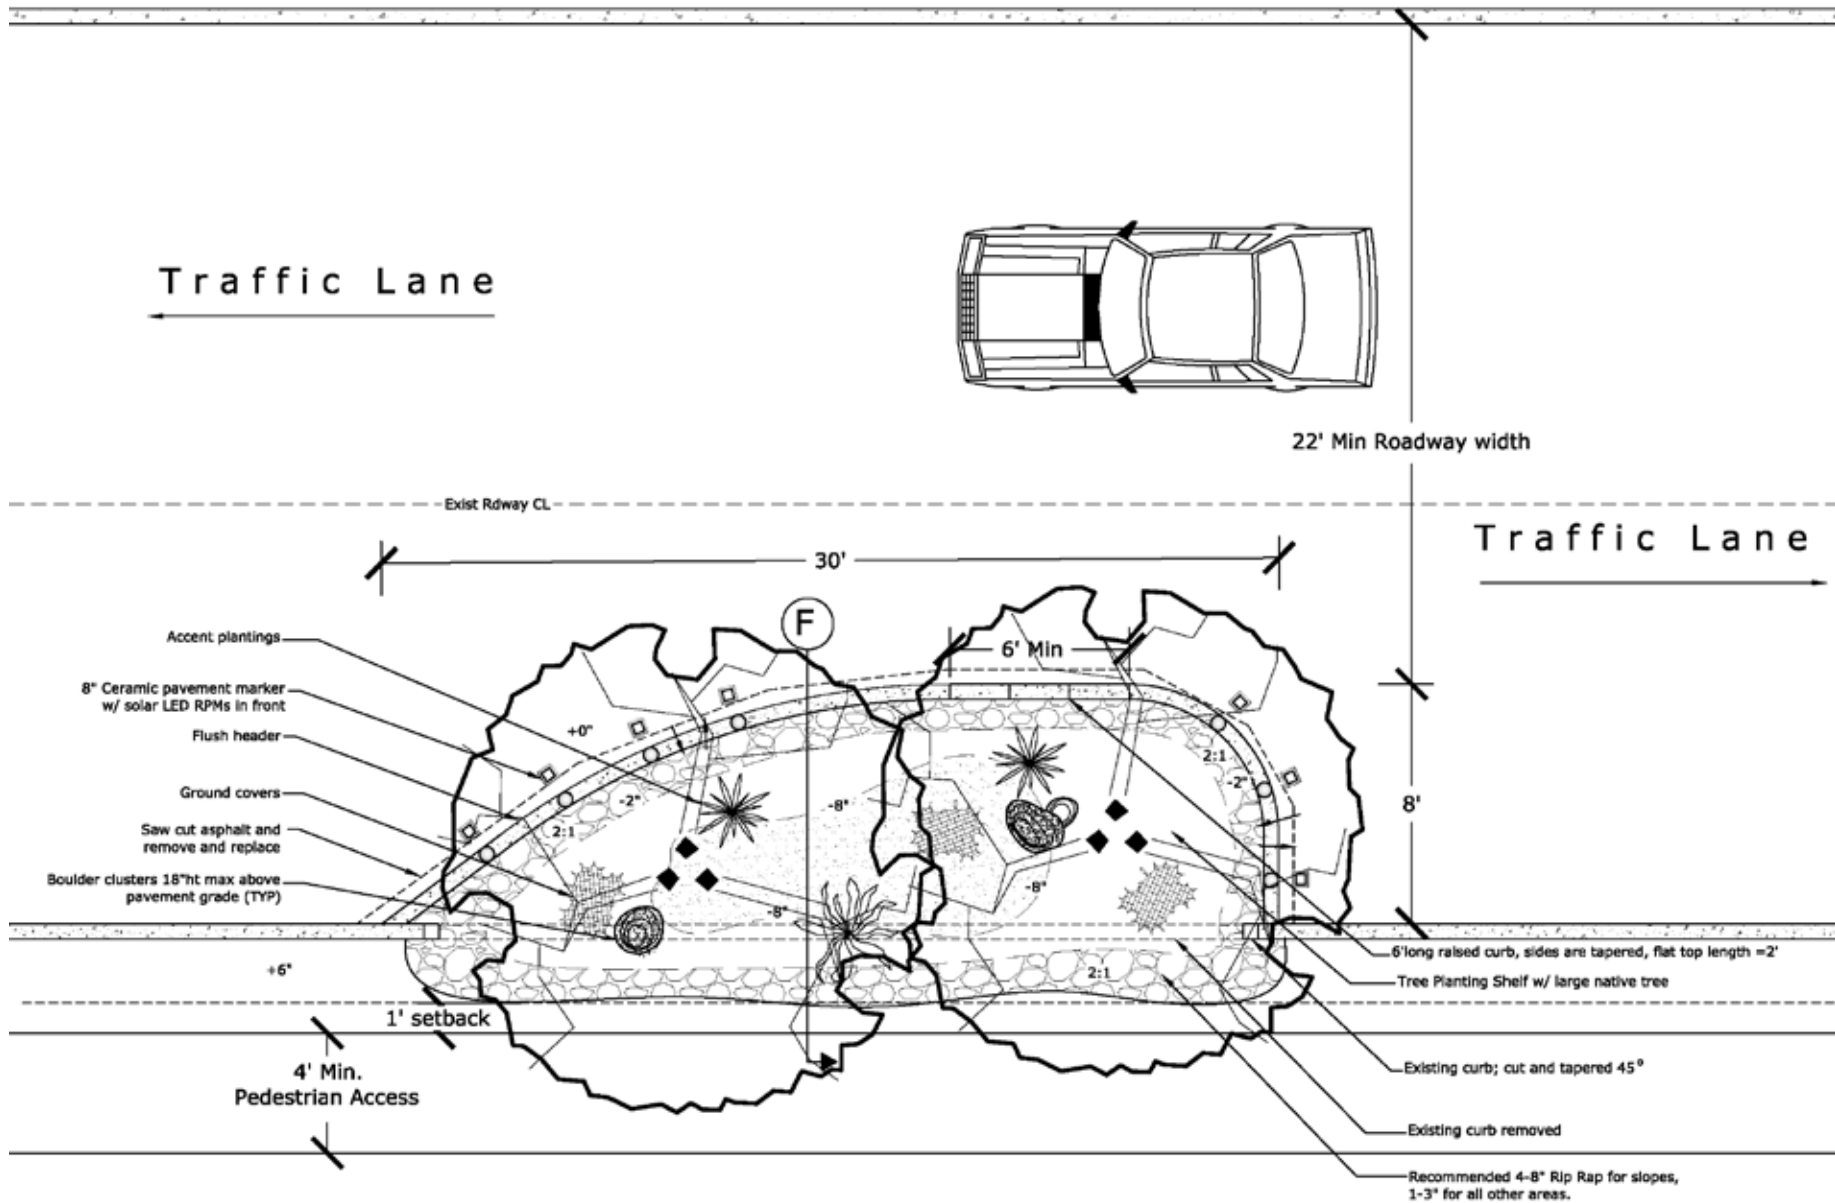 Traffic Lane
22' Min Roadway width
Exist Rdway CL
Traffic Lane
30'
F
Accent plantings
6' Min
8" Ceramic pavement marker
w/ solar LED RPMs in front
+0"
Flush header
2:1
-2"
Ground covers
-2"
-8"
8'
Saw cut asphalt and
remove and replace
2:1
Boulder clusters 18"ht max above
pavement grade (TYP)
-8"
-8"
6'long raised curb, sides are tapered, flat top length =2'
+6"
2:1
Tree Planting Shelf w/ large native tree
1' setback
4' Min.
Pedestrian Access
Existing curb; cut and tapered 45°
Existing curb removed
Recommended 4-8" Rip Rap for slopes,
1-3" for all other areas.